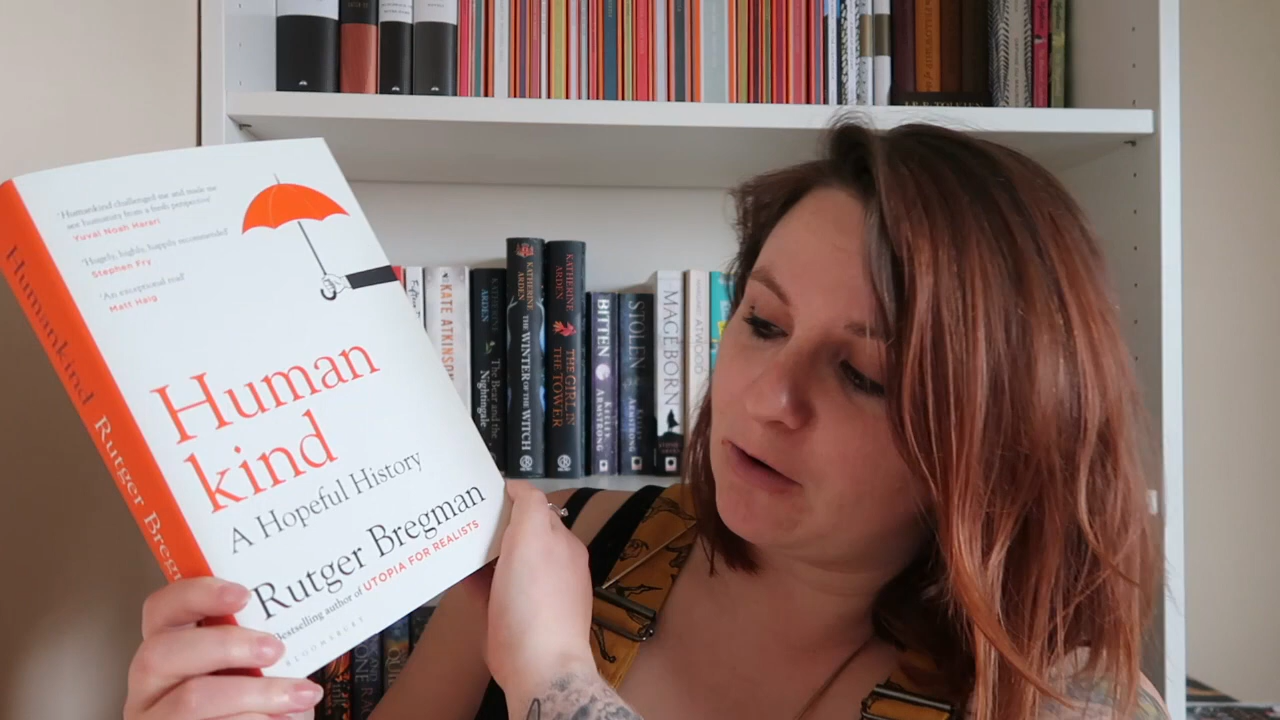 'Humankind challenged me and made me
see humanity from a fresh perspective'
Yuval Noah Harari
'Hugely, highly, happily recommended'
Stephen Fry
'An exceptional read'
Matt Haig
Human
kind
A Hopeful History
Rutger Bregman
Bestselling author of UTOPIA FOR REALISTS
BLOOMSBURY
Humankind Rutger Breg
KATE ATKINSON
KATHERINE ARDEN The Bear and the Nightingale
KATHERINE ARDEN THE WINTER OF THE WITCH
KATHERINE ARDEN THE GIRL IN THE TOWER
BITTEN KELLEY ARMSTRONG
STOLEN KELLEY ARMSTRONG
MAGEBORN
ATWOOD
J.R.R. TOLKIEN